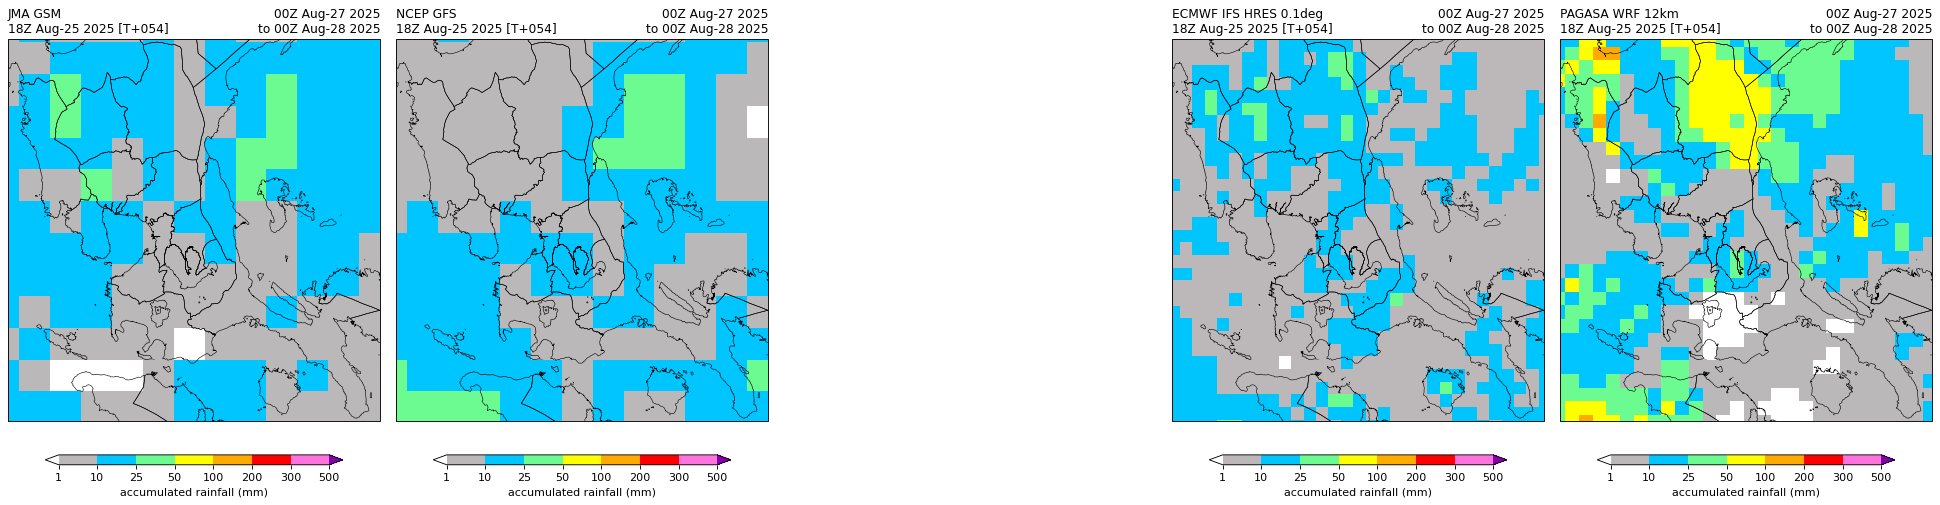 JMA GSM 00Z Aug-27 2025
18Z Aug-25 2025 [T+054] to 00Z Aug-28 2025
1 10 25 50 100 200 300 500
accumulated rainfall (mm)
NCEP GFS 00Z Aug-27 2025
18Z Aug-25 2025 [T+054] to 00Z Aug-28 2025
1 10 25 50 100 200 300 500
accumulated rainfall (mm)
ECMWF IFS HRES 0.1deg 00Z Aug-27 2025
18Z Aug-25 2025 [T+054] to 00Z Aug-28 2025
1 10 25 50 100 200 300 500
accumulated rainfall (mm)
PAGASA WRF 12km 00Z Aug-27 2025
18Z Aug-25 2025 [T+054] to 00Z Aug-28 2025
1 10 25 50 100 200 300 500
accumulated rainfall (mm)